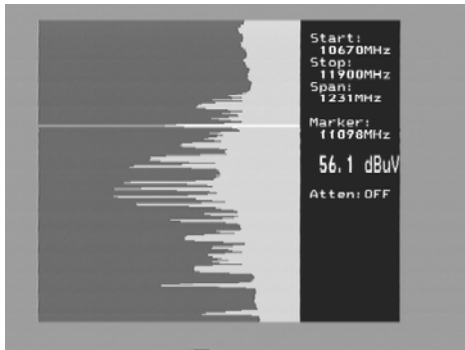 Start:
10670MHz
Stop:
11900MHz
Span:
1231MHz
Marker:
11098MHz
56.1 dBuV
Atten:OFF